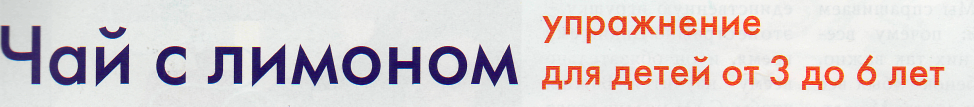 Чай с лимоном
упражнение
для детей от 3 до 6 лет